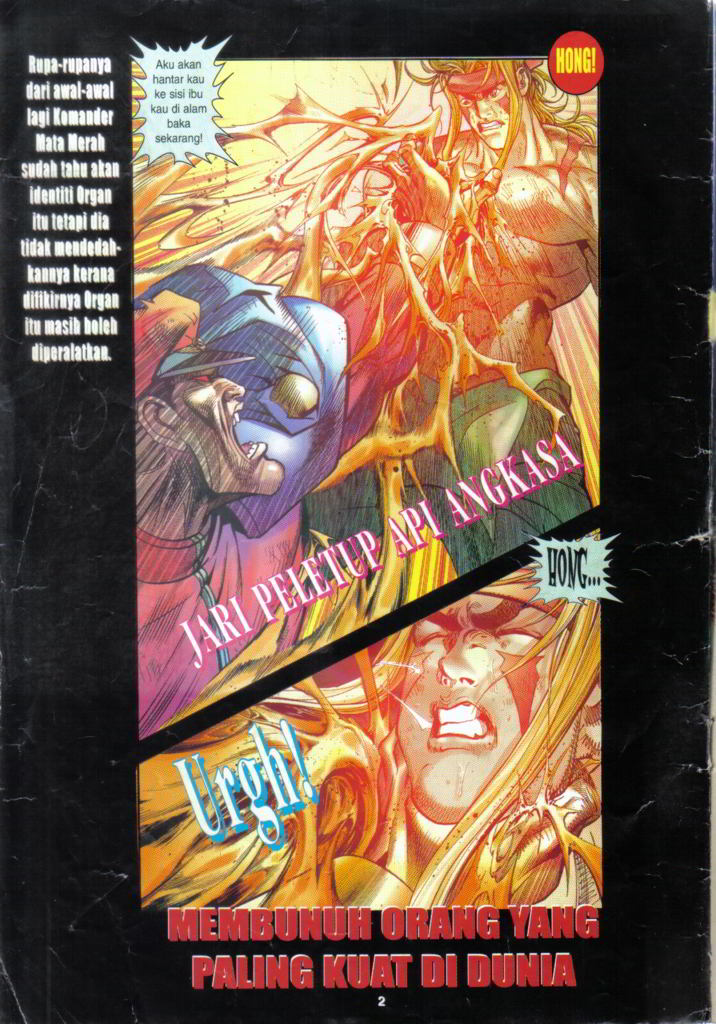 Rupa-rupanya
dari awal-awal
lagi Komander
Mata Merah
sudah tahu akan
identiti Organ
itu tetapi dia
tidak mendedah-
kannya kerana
difikirnya Organ
itu masih boleh
diperalatkan.
Aku akan
hantar kau
ke sisi ibu
kau di alam
baka
sekarang!
HONG!
JARI PELETUP API ANGKASA
HONG...
Urgh!
MEMBUNUH ORANG YANG
PALING KUAT DI DUNIA
2